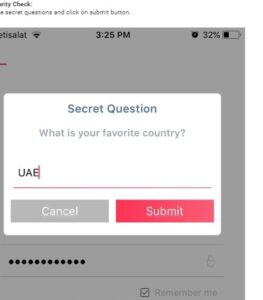 urity Check:
e secret questions and click on submit button.
etisalat 3:25 PM 32%
Secret Question
What is your favorite country?
UAE
Cancel Submit
Remember me